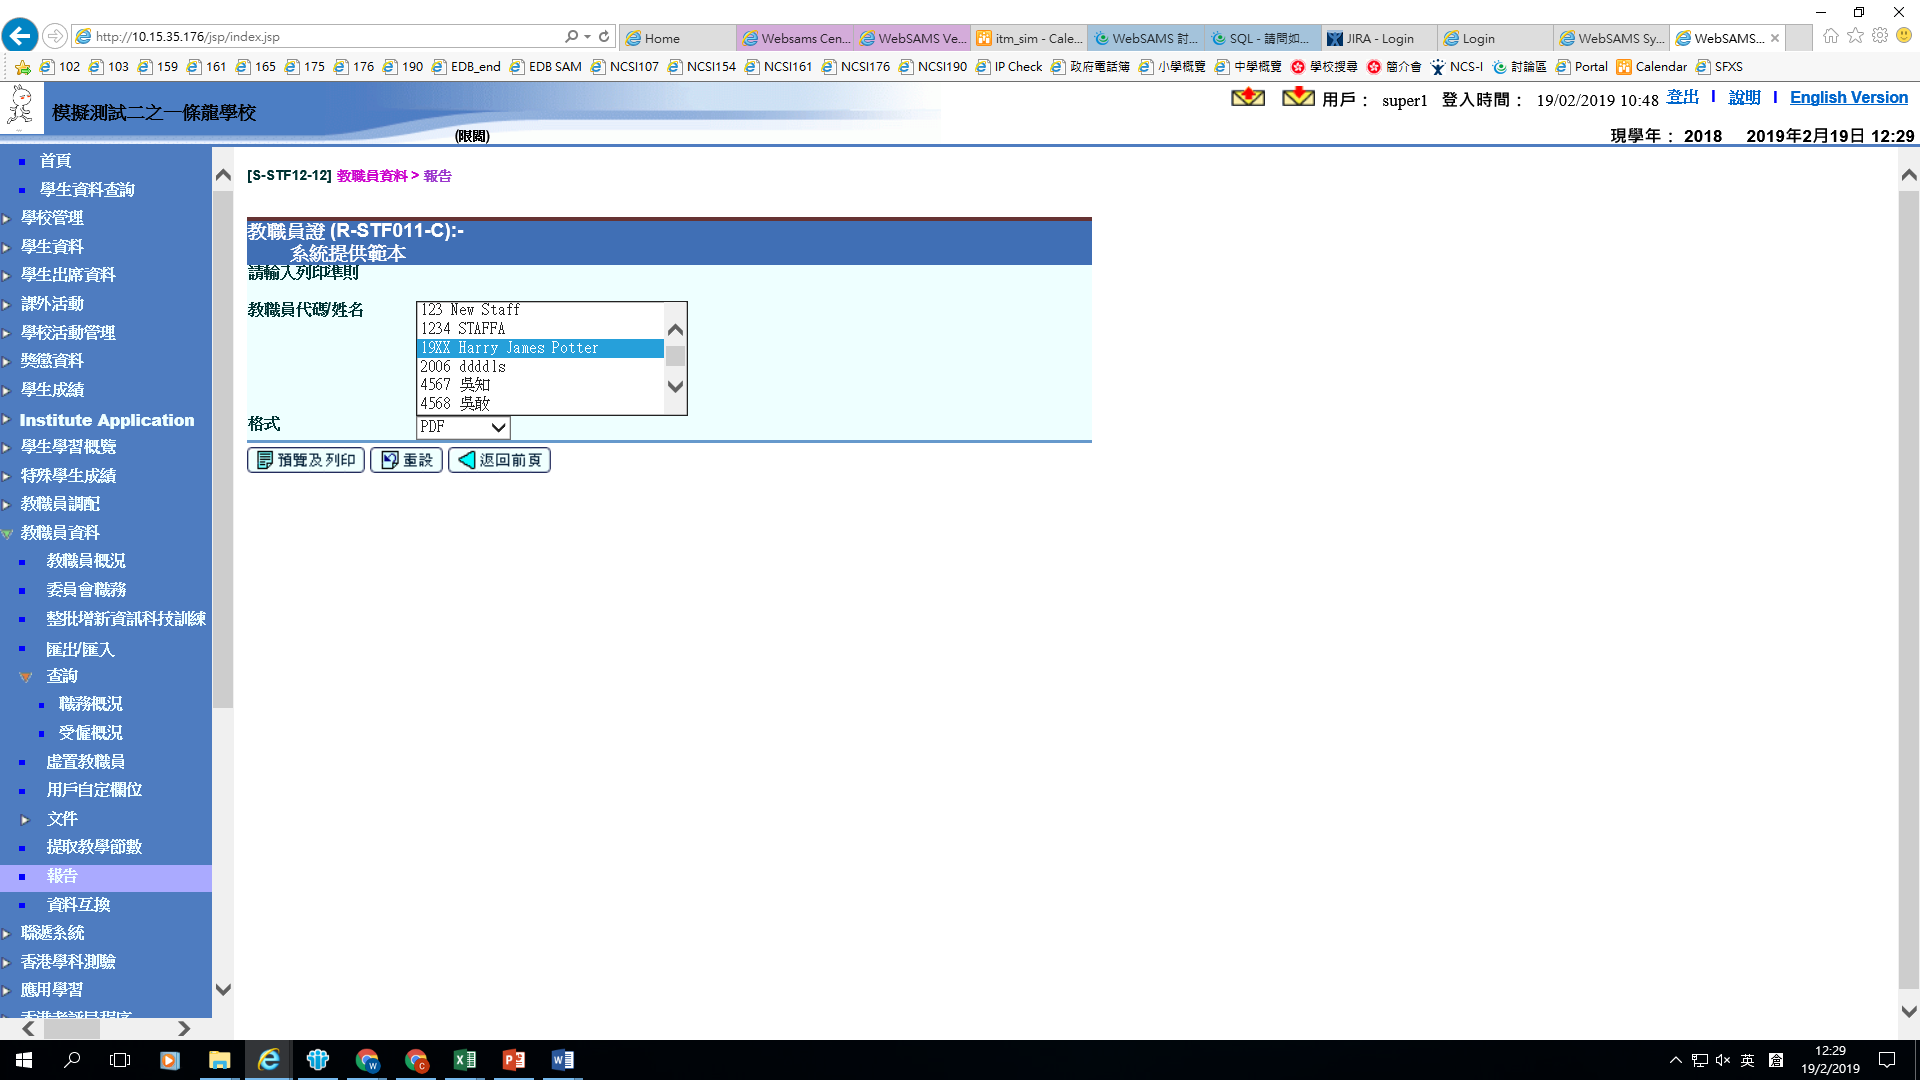 http://10.15.35.176/jsp/index.jsp
Home
Websams Cen...
WebSAMS Ve...
itm_sim - Cale...
WebSAMS 討...
SQL - 請問如...
JIRA - Login
Login
WebSAMS Sy...
WebSAMS...
102 103 159 161 165 175 176 190 EDB_end EDB SAM NCSI107 NCSI154 NCSI161 NCSI176 NCSI190 IP Check 政府電話簿 小學概覽 中學概覽 學校搜尋 簡介會 NCS-I 討論區 Portal Calendar SFXS
模擬測試二之一條龍學校
(限閱)
用戶： super1 登入時間： 19/02/2019 10:48 登出 | 說明 | English Version
現學年： 2018 2019年2月19日 12:29
首頁
學生資料查詢
學校管理
學生資料
學生出席資料
課外活動
學校活動管理
獎懲資料
學生成績
Institute Application
學生學習概覽
特殊學生成績
教職員調配
教職員資料
教職員概況
委員會職務
整批增新資訊科技訓練
匯出/匯入
查詢
職務概況
受僱概況
虛置教職員
用戶自定欄位
文件
提取教學節數
報告
資料互換
聯遞系統
香港學科測驗
應用學習
香港考評局程序
[S-STF12-12] 教職員資料 > 報告
教職員證 (R-STF011-C):-
系統提供範本
請輸入列印準則
教職員代碼/姓名
123 New Staff
1234 STAFFA
19XX Harry James Potter
2006 ddddls
4567 吳知
4568 吳敢
格式
PDF
預覽及列印
重設
返回前頁
英
倉
12:29
19/2/2019